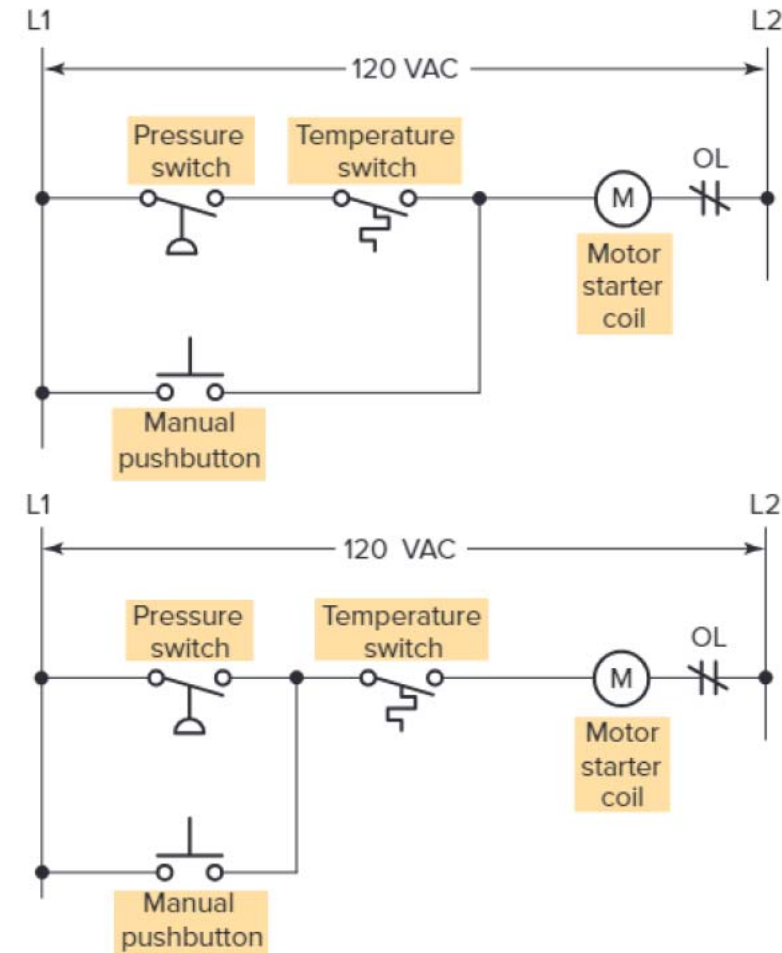 L1
L2
120 VAC
Pressure
switch
Temperature
switch
OL
M
Motor
starter
coil
Manual
pushbutton
L1
L2
120 VAC
Pressure
switch
Temperature
switch
OL
M
Motor
starter
coil
Manual
pushbutton